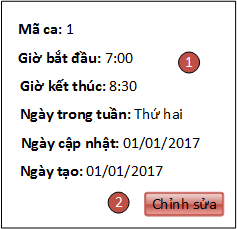 Mã ca: 1
Giờ bắt đầu: 7:00
1
Giờ kết thúc: 8:30
Ngày trong tuần: Thứ hai
Ngày cập nhật: 01/01/2017
Ngày tạo: 01/01/2017
2 Chỉnh sửa